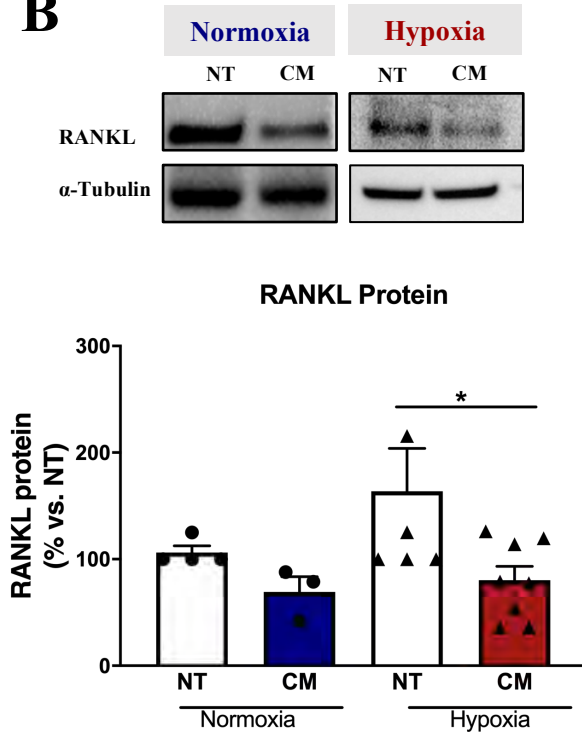 B
Normoxia Hypoxia
NT CM NT CM
RANKL
α-Tubulin
RANKL Protein
RANKL protein
(% vs. NT)
300
200
100
0
*
NT CM NT CM
Normoxia Hypoxia